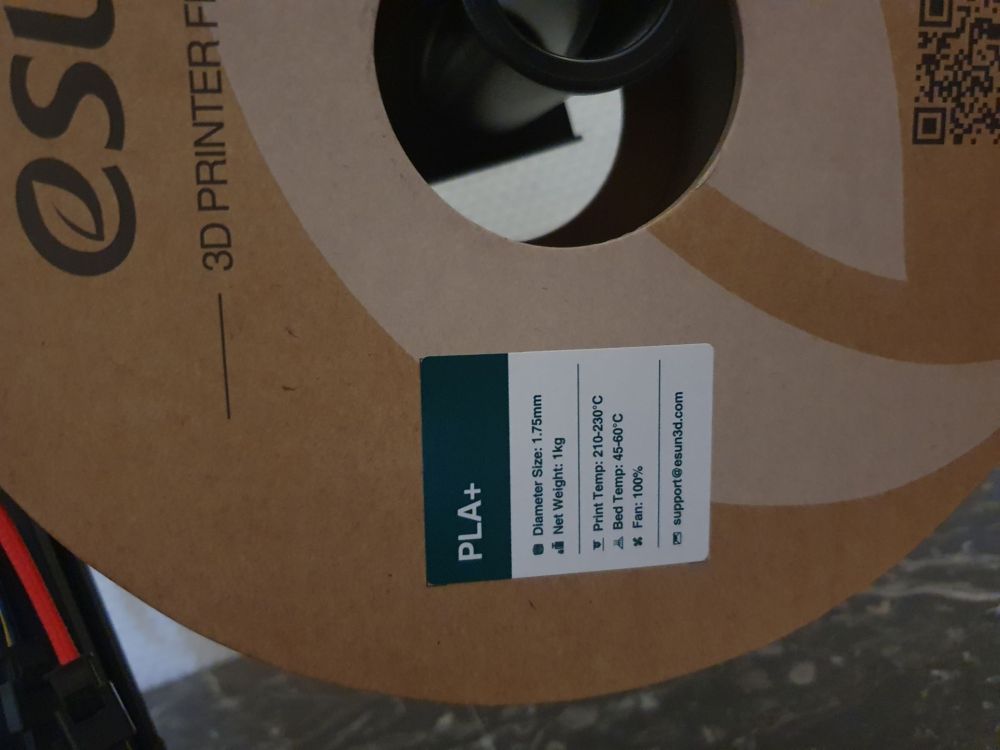 esu
3D PRINTER F
PLA+
Diameter Size: 1.75mm
Net Weight: 1kg
Print Temp: 210-230°C
Bed Temp: 45-60°C
Fan: 100%
support@esun3d.com